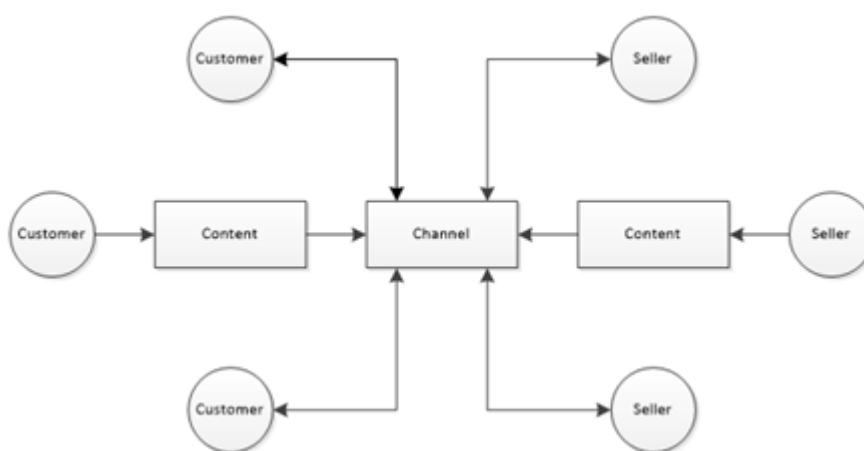 Customer
Seller
Customer
Content
Channel
Content
Seller
Customer
Seller